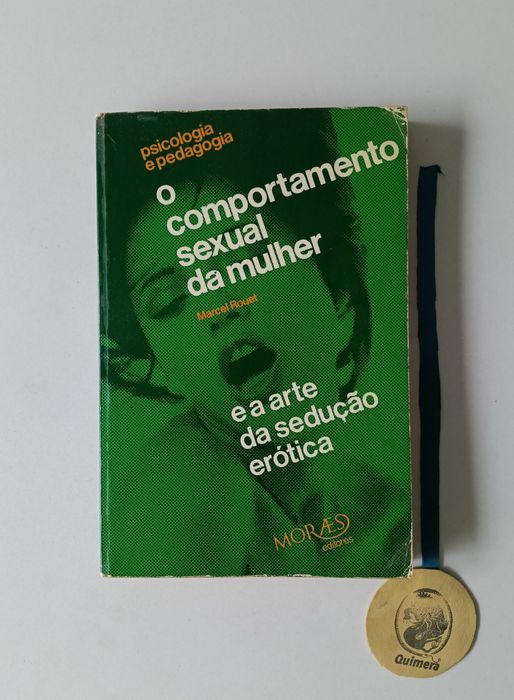 psicologia
e pedagogia
o
comportamento
sexual
da mulher
Marcel Rouet
e a arte
da sedução
erótica
MORÆS
editores
Quimera